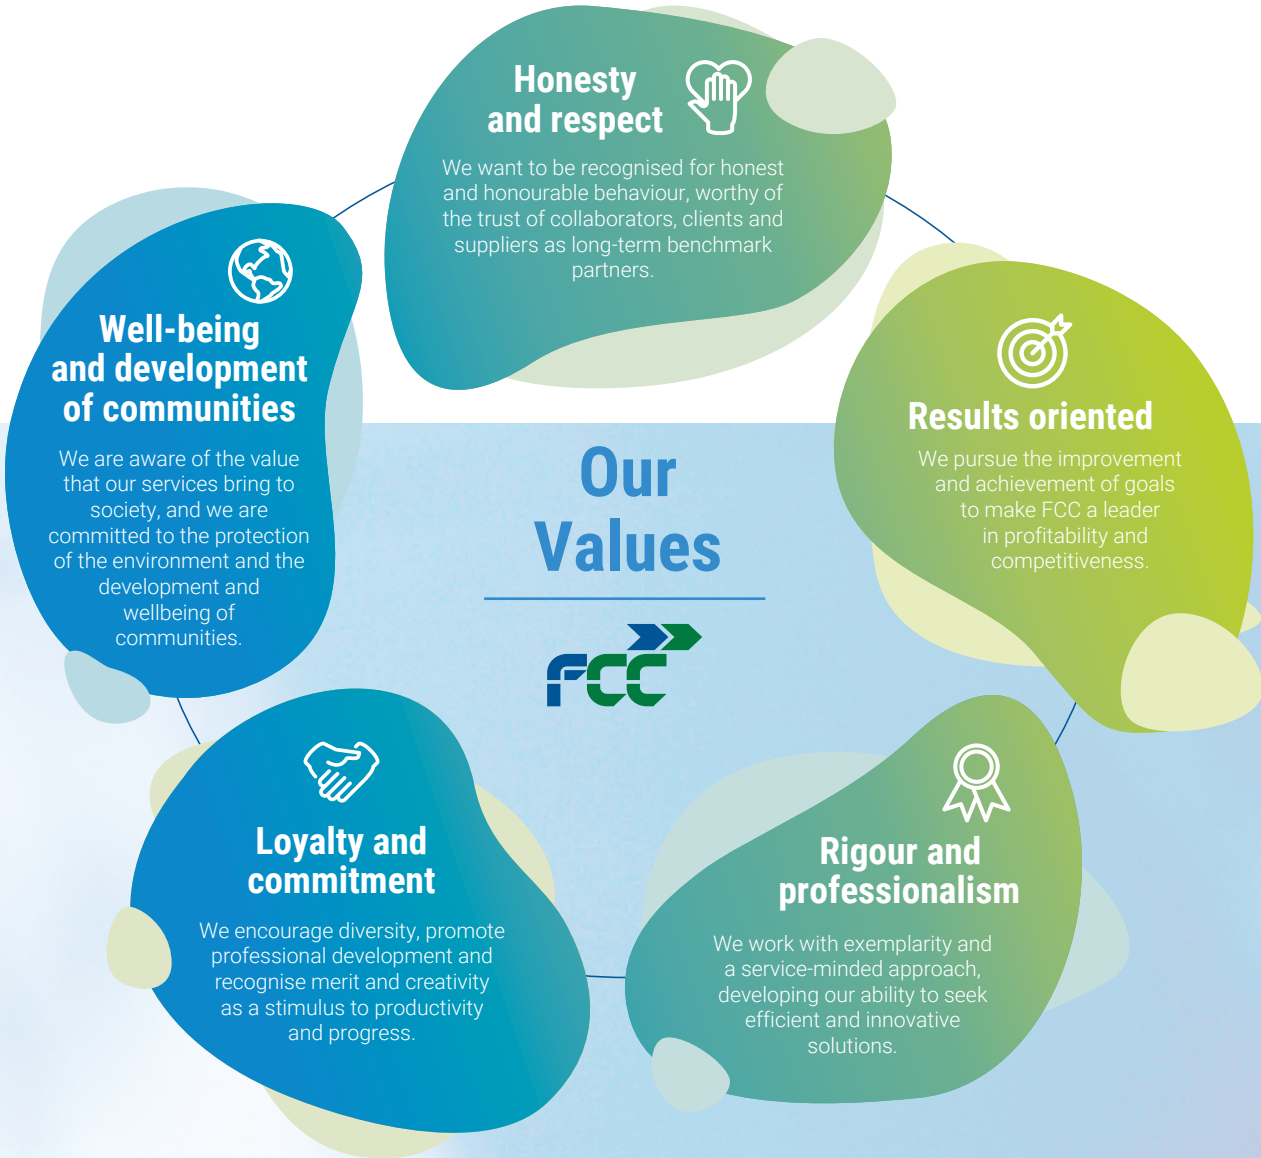 Honesty
and respect
We want to be recognised for honest
and honourable behaviour, worthy of
the trust of collaborators, clients and
suppliers as long-term benchmark
partners.
Results oriented
We pursue the improvement
and achievement of goals
to make FCC a leader
in profitability and
competitiveness.
Rigour and
professionalism
We work with exemplarity and
a service-minded approach,
developing our ability to seek
efficient and innovative
solutions.
Loyalty and
commitment
We encourage diversity, promote
professional development and
recognise merit and creativity
as a stimulus to productivity
and progress.
Well-being
and development
of communities
We are aware of the value
that our services bring to
society, and we are
committed to the protection
of the environment and the
development and
wellbeing of
communities.
Our
Values
FCC